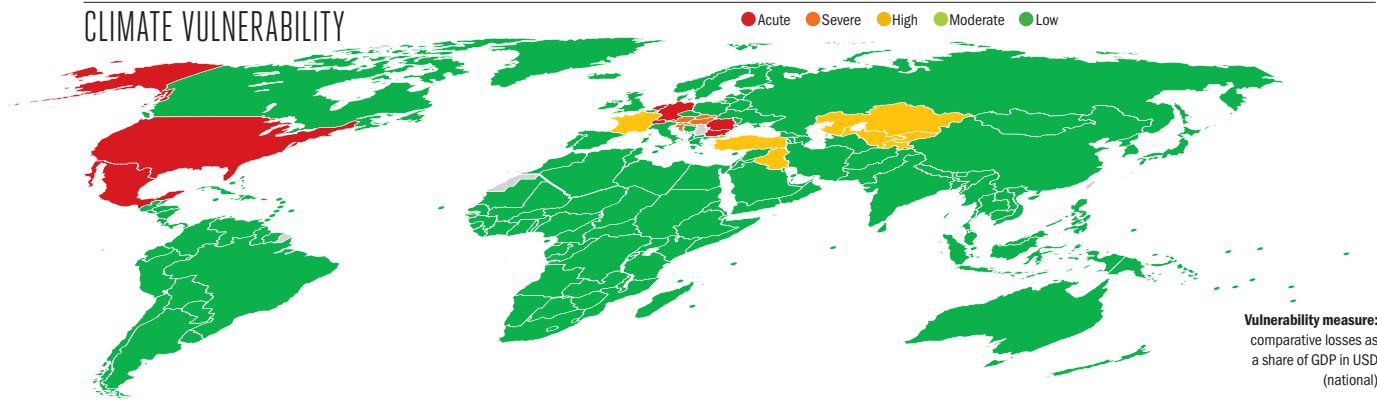 CLIMATE VULNERABILITY
Acute Severe High Moderate Low
Vulnerability measure:
comparative losses as
a share of GDP in USD
(national)